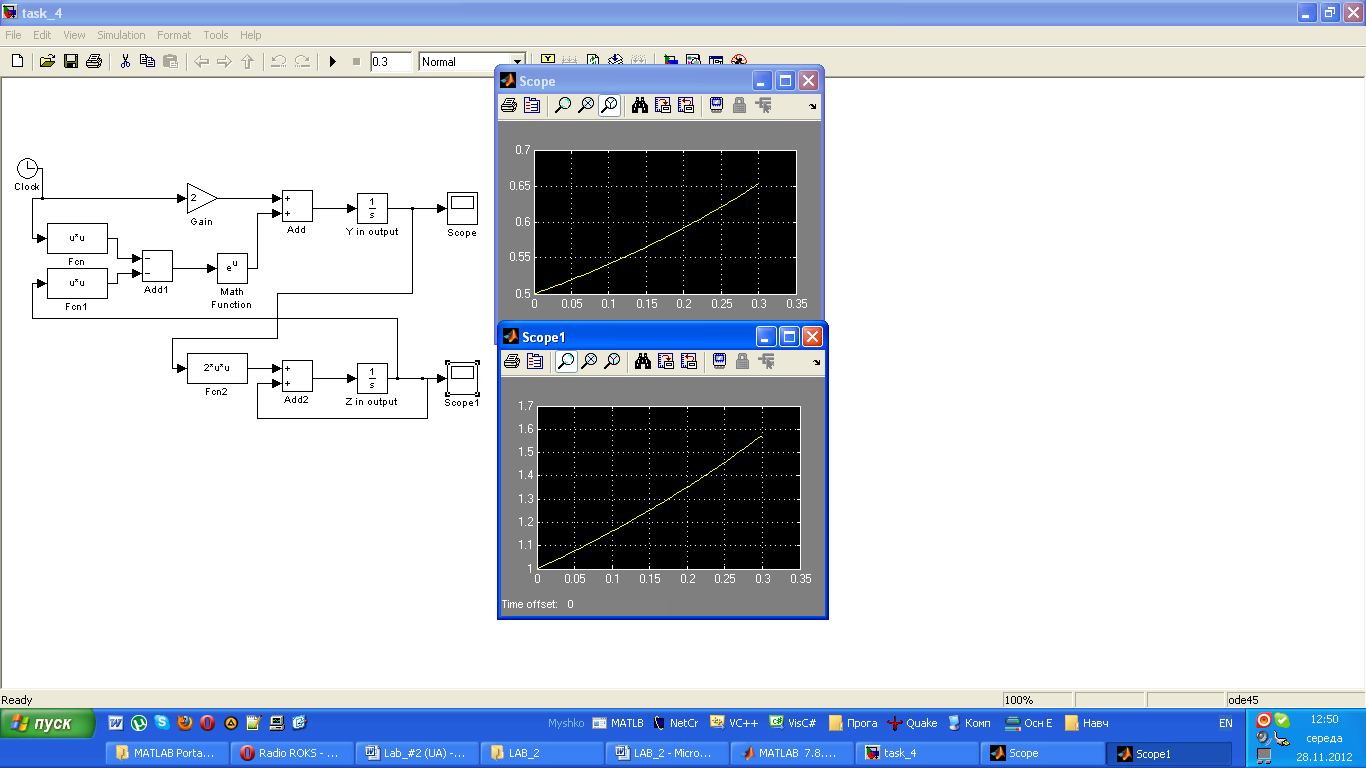 task_4
File Edit View Simulation Format Tools Help
0.3 Normal
Clock
2
Gain
+
+
Add
1
s
Y in output
Scope
u*u
Fcn
u*u
Fcn1
−
−
Add1
eu
Math
Function
2*u*u
Fcn2
+
+
Add2
1
s
Z in output
Scope1
Scope
0.7
0.65
0.6
0.55
0.5
0 0.05 0.1 0.15 0.2 0.25 0.3 0.35
Scope1
1.7
1.6
1.5
1.4
1.3
1.2
1.1
1
0 0.05 0.1 0.15 0.2 0.25 0.3 0.35
Time offset: 0
Ready 100% ode45
пуск Myshko MATLB NetCr VC++ VisC# Прога Quake Комп Осн E Навч EN
MATLAB Porta... Radio ROKS - ... Lab_#2 (UA) -... LAB_2 LAB_2 - Micro... MATLAB 7.8.... task_4 Scope Scope1
12:50
середа
28.11.2012